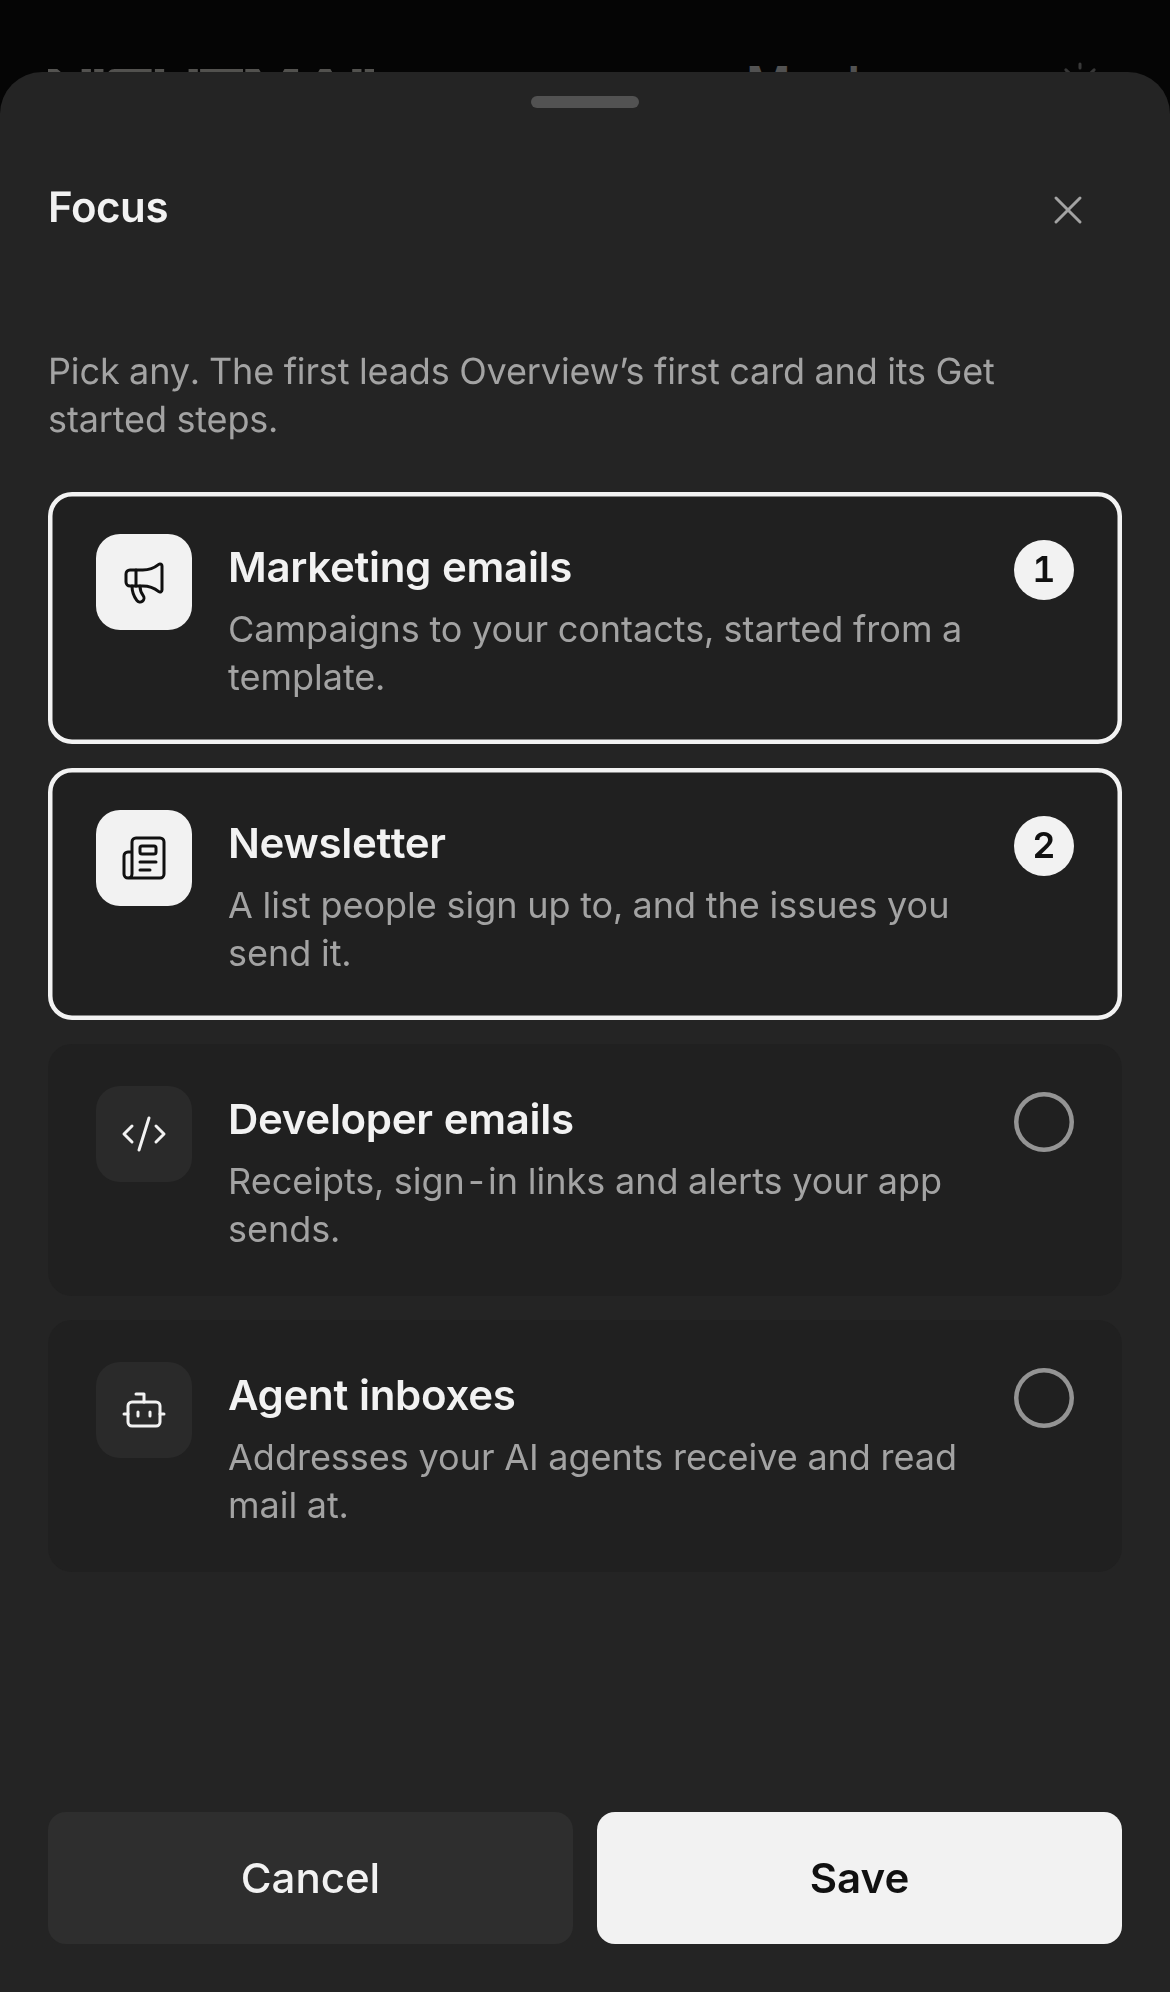 Focus
Pick any. The first leads Overview’s first card and its Get
started steps.
Marketing emails
1
Campaigns to your contacts, started from a
template.
Newsletter
2
A list people sign up to, and the issues you
send it.
Developer emails
Receipts, sign-in links and alerts your app
sends.
Agent inboxes
Addresses your AI agents receive and read
mail at.
Cancel
Save